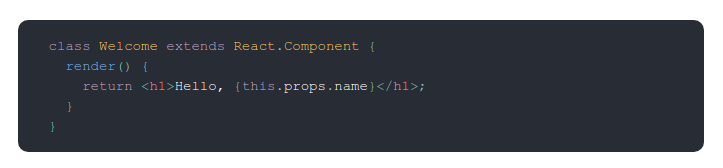 class Welcome extends React.Component {
  render() {
    return <h1>Hello, {this.props.name}</h1>;
  }
}